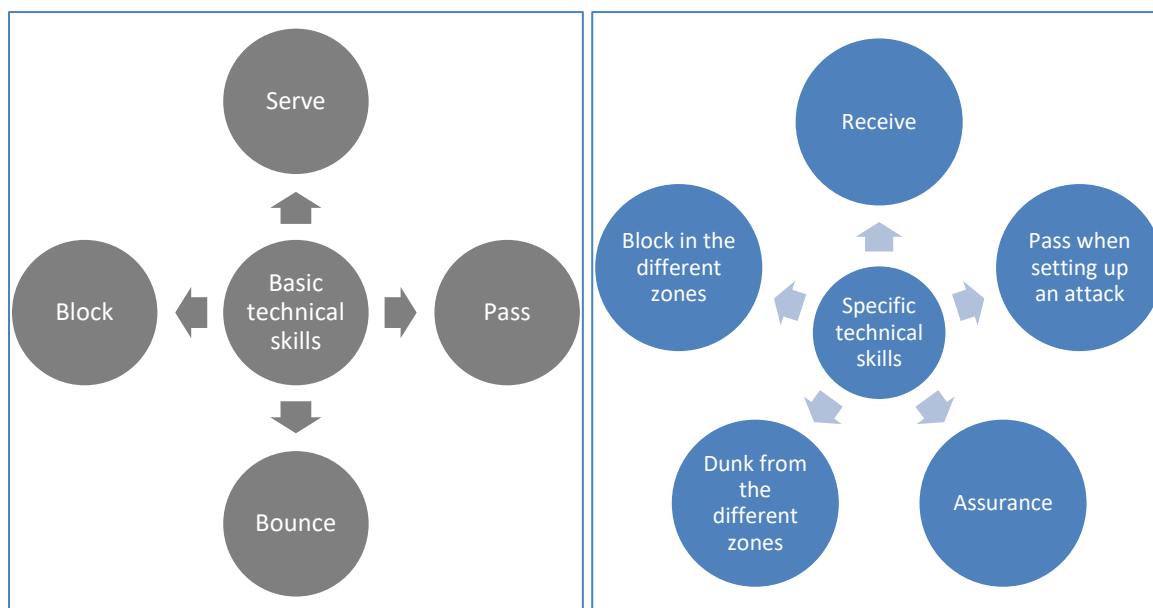 Serve
Block
Basic
technical
skills
Pass
Bounce
Receive
Block in the
different
zones
Pass when
setting up
an attack
Specific
technical
skills
Dunk from
the
different
zones
Assurance